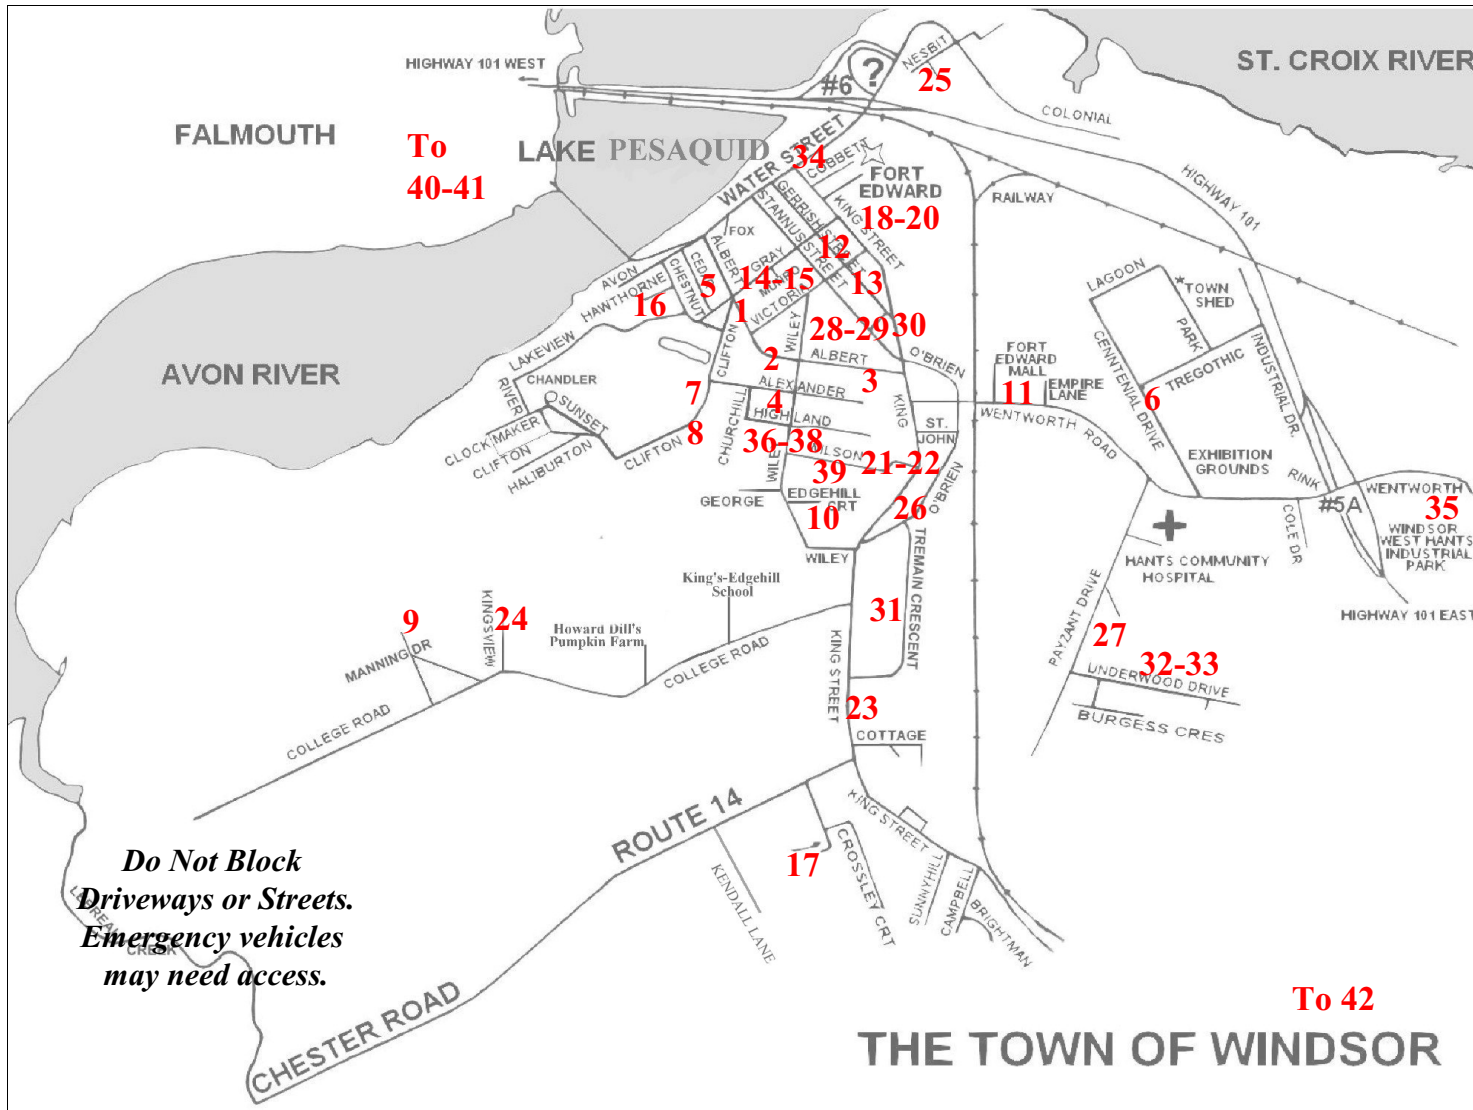 HIGHWAY 101 WEST
#6
?
NESBIT
25
ST. CROIX RIVER
COLONIAL
FALMOUTH
To
40-41
LAKE PESAQUID
WATER STREET
34
COBBETT
FORT
EDWARD
18-20
HIGHWAY 101
RAILWAY
KING STREET
GERRISH STREET
STANNUS STREET
12
FOX
ALBERT
GRAY
MUNRO
14-15
13
VICTORIA
AVON
HAWTHORNE
CHESTNUT
CEDAR
5
16
1
LAGOON
TOWN
SHED
PARK
LAKEVIEW
CLIFTON
WILEY
28-29
30
2
ALBERT
O'BRIEN
FORT
EDWARD
MALL
CENNTENIAL DRIVE
TREGOTHIC
INDUSTRIAL DR.
AVON RIVER
CHANDLER
RIVER
SUNSET
7
ALEXANDER
3
4
KING
11
EMPIRE
LANE
6
WENTWORTH ROAD
CHURCHILL
HIGHLAND
8
CLOCKMAKER
CLIFTON
HALIBURTON
CLIFTON
36-38
WILEY
WILSON
ST.
JOHN
21-22
39
EXHIBITION
GROUNDS
RINK
WENTWORTH
35
#5A
GEORGE
EDGEHILL
CRT
10
26
O'BRIEN
COLE DR
WINDSOR
WEST HANTS
INDUSTRIAL
PARK
WILEY
HANTS COMMUNITY
HOSPITAL
TREMAIN CRESCENT
King's-Edgehill
School
31
PAYZANT DRIVE
HIGHWAY 101 EAST
9
24
KINGSVIEW
Howard Dill's
Pumpkin Farm
27
MANNING DR
COLLEGE ROAD
KING STREET
32-33
UNDERWOOD DRIVE
23
BURGESS CRES
COLLEGE ROAD
COTTAGE
ROUTE 14
KING STREET
17
CROSSLEY CRT
KENDALL LANE
SUNNYHILL
CAMPBELL
BRIGHTMAN
Do Not Block
Driveways or Streets.
Emergency vehicles
may need access.
CREEK
CHESTER ROAD
To 42
THE TOWN OF WINDSOR